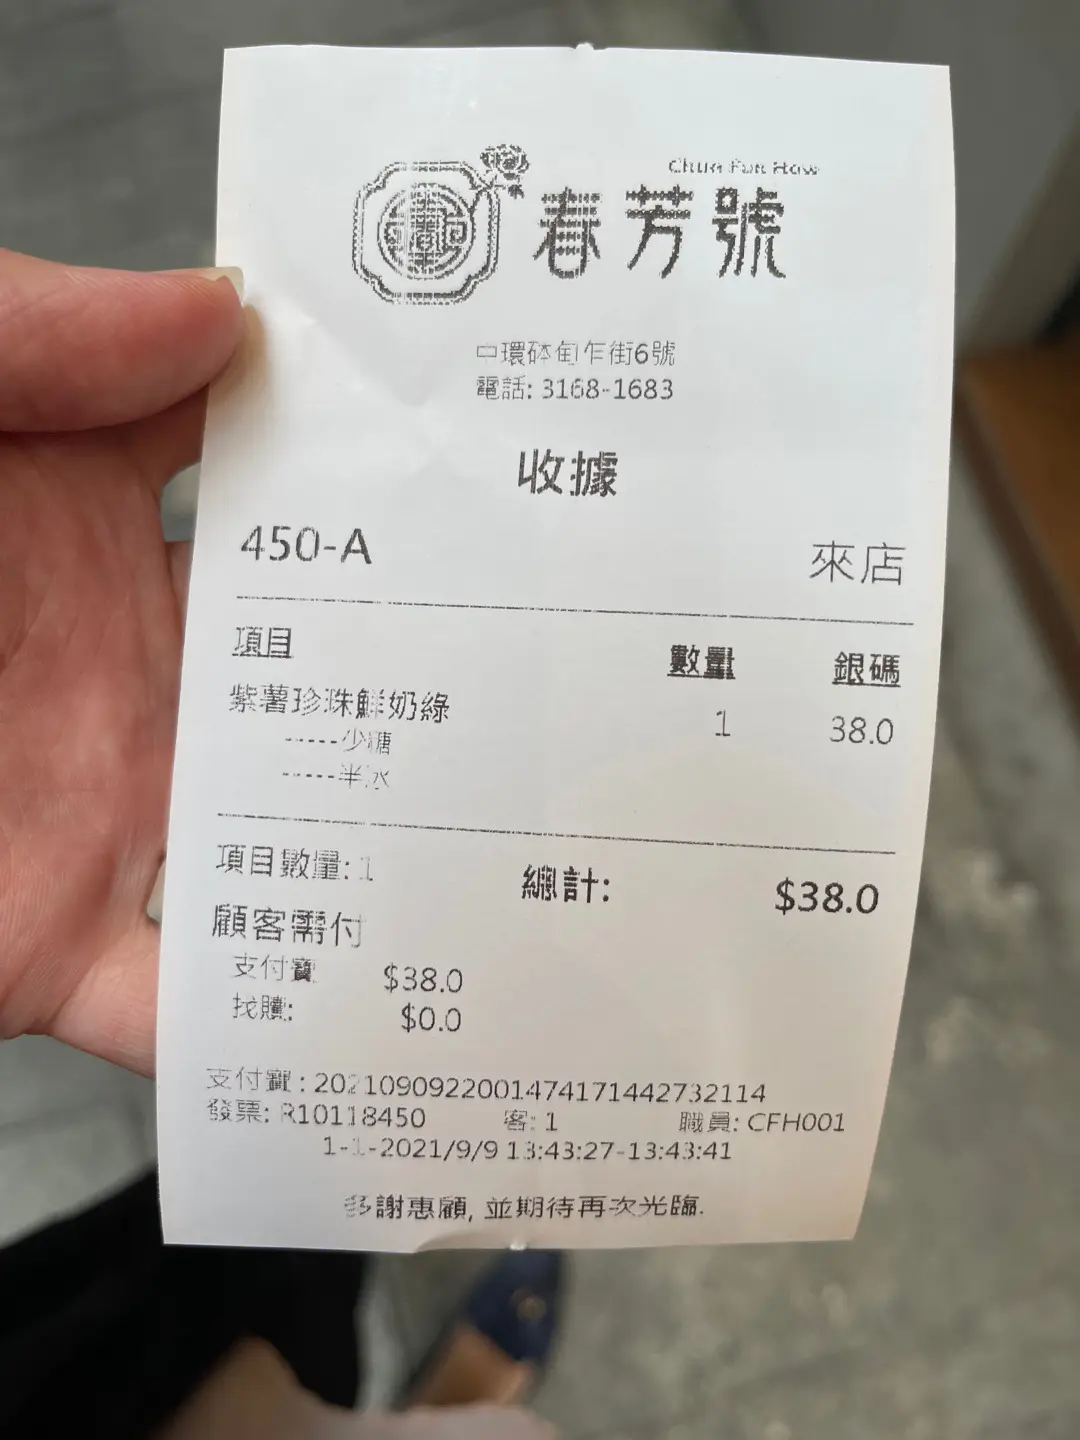 Chun Fun How
春芳號
中環砵甸乍街6號
電話: 3168-1683
收據
450-A 來店
項目 數量 銀碼
紫薯珍珠鮮奶綠 1 38.0
-----少糖
-----半冰
項目數量: 1 總計: $38.0
顧客需付
支付寶 $38.0
找贖: $0.0
支付寶 : 2021090922001474171442732114
發票: R10118450 客: 1 職員: CFH001
1-1-2021/9/9 13:43:27-13:43:41
多謝惠顧, 並期待再次光臨.